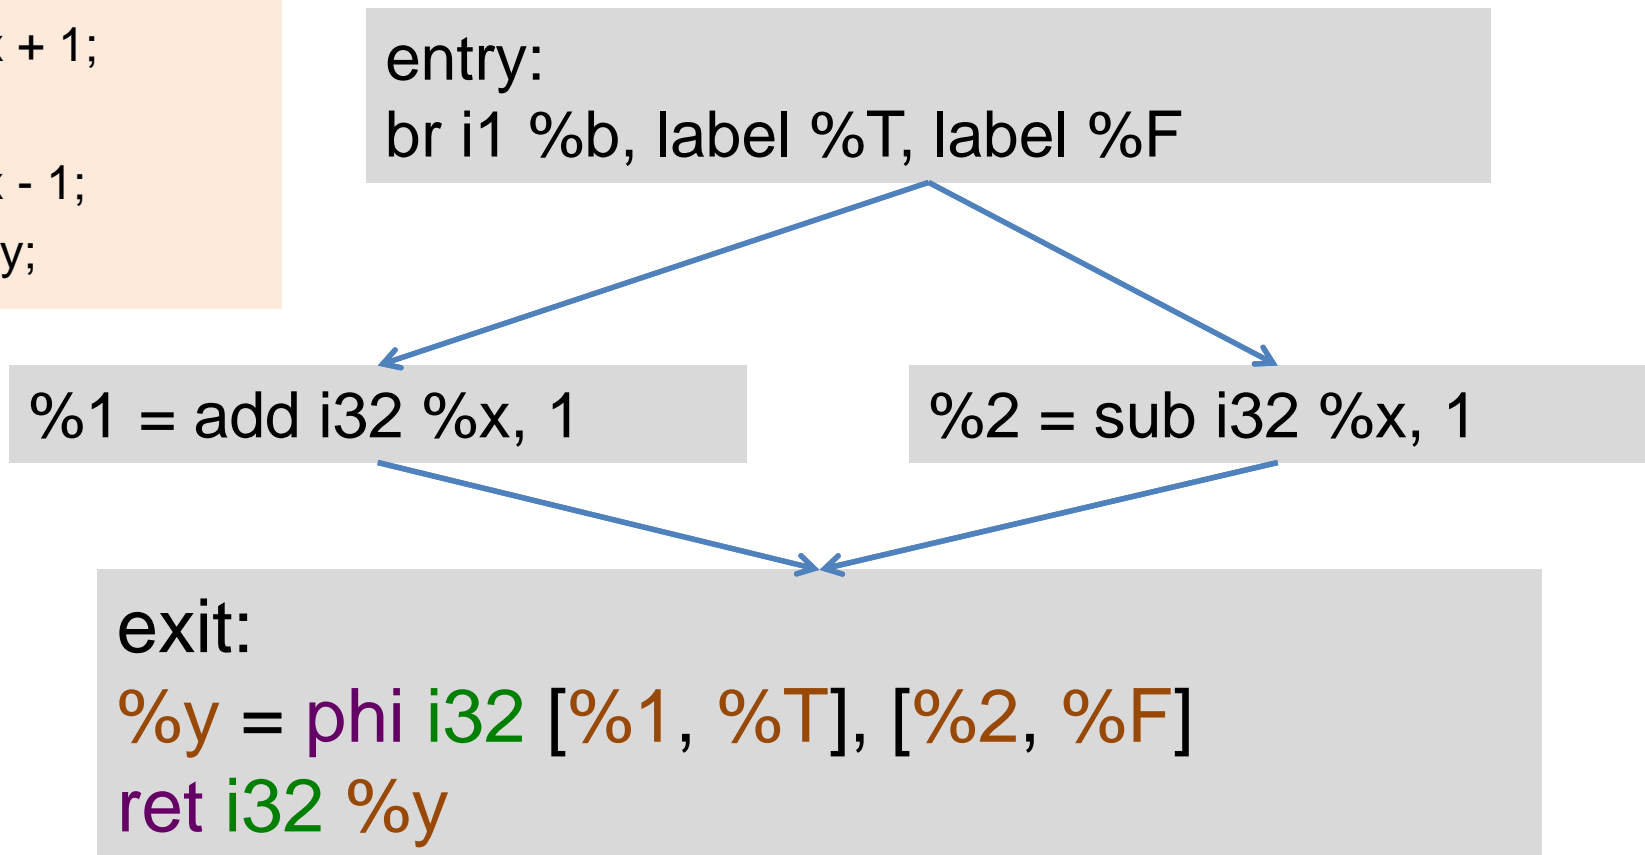 + 1;
- 1;
y;
entry:
br i1 %b, label %T, label %F
%1 = add i32 %x, 1
%2 = sub i32 %x, 1
exit:
%y = phi i32 [%1, %T], [%2, %F]
ret i32 %y